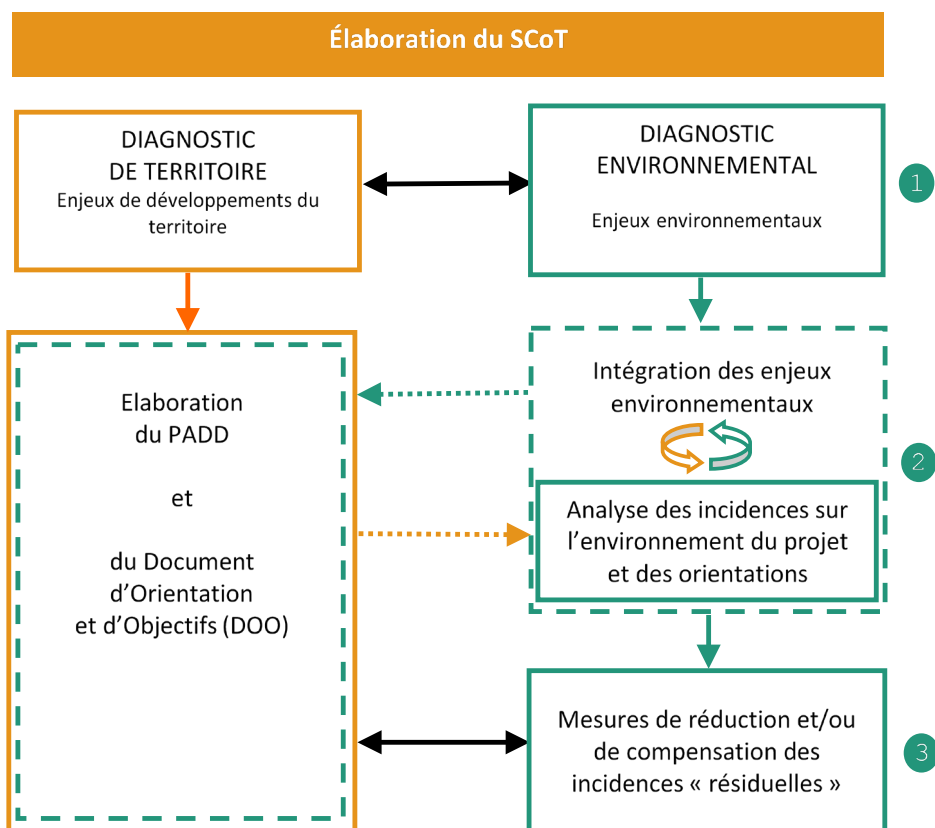 Élaboration du SCoT
DIAGNOSTIC
DE TERRITOIRE
Enjeux de développements du
territoire
DIAGNOSTIC
ENVIRONNEMENTAL
Enjeux environnementaux
1
Elaboration
du PADD
et
du Document
d’Orientation
et d’Objectifs (DOO)
Intégration des enjeux
environnementaux
Analyse des incidences sur
l’environnement du projet
et des orientations
2
Mesures de réduction et/ou
de compensation des
incidences « résiduelles »
3